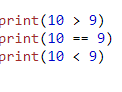 print(10 > 9)
print(10 == 9)
print(10 < 9)